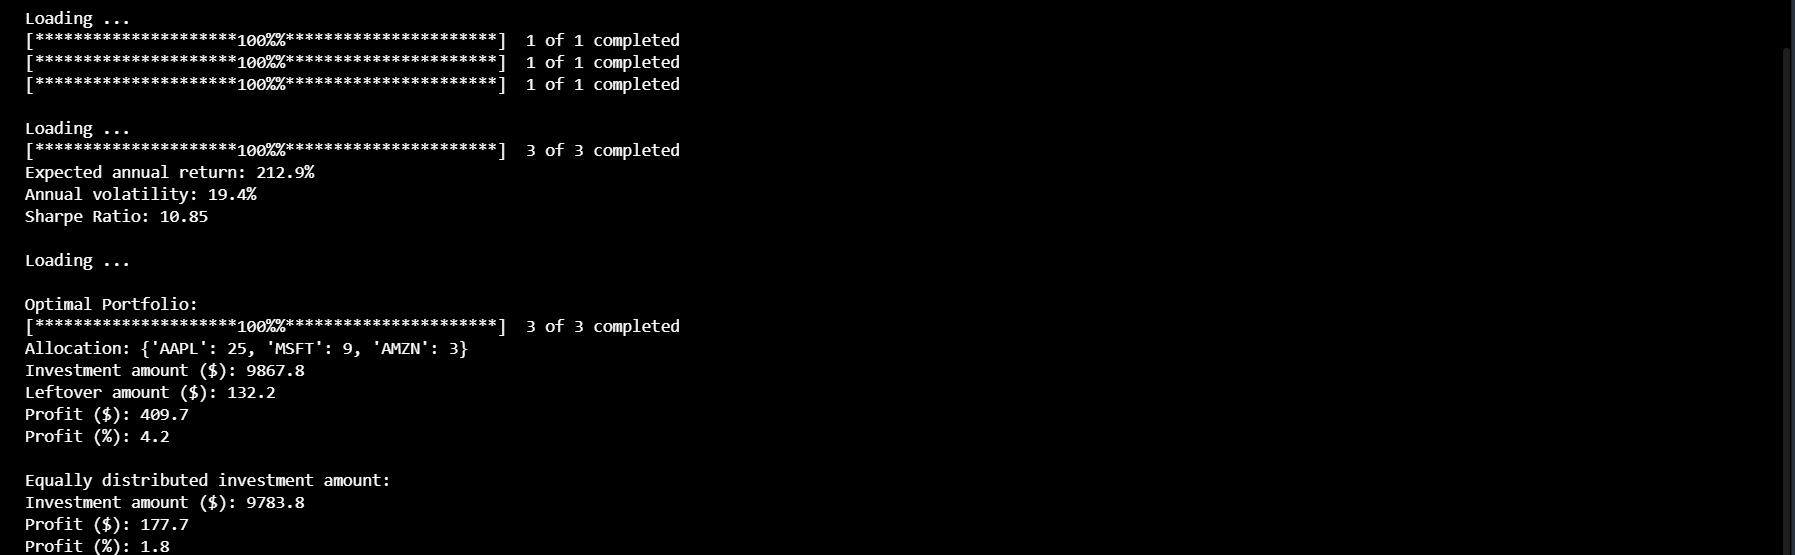 Loading ...
[*********************100%%**********************]  1 of 1 completed
[*********************100%%**********************]  1 of 1 completed
[*********************100%%**********************]  1 of 1 completed
Loading ...
[*********************100%%**********************]  3 of 3 completed
Expected annual return: 212.9%
Annual volatility: 19.4%
Sharpe Ratio: 10.85
Loading ...
Optimal Portfolio:
[*********************100%%**********************]  3 of 3 completed
Allocation: {'AAPL': 25, 'MSFT': 9, 'AMZN': 3}
Investment amount ($): 9867.8
Leftover amount ($): 132.2
Profit ($): 409.7
Profit (%): 4.2
Equally distributed investment amount:
Investment amount ($): 9783.8
Profit ($): 177.7
Profit (%): 1.8